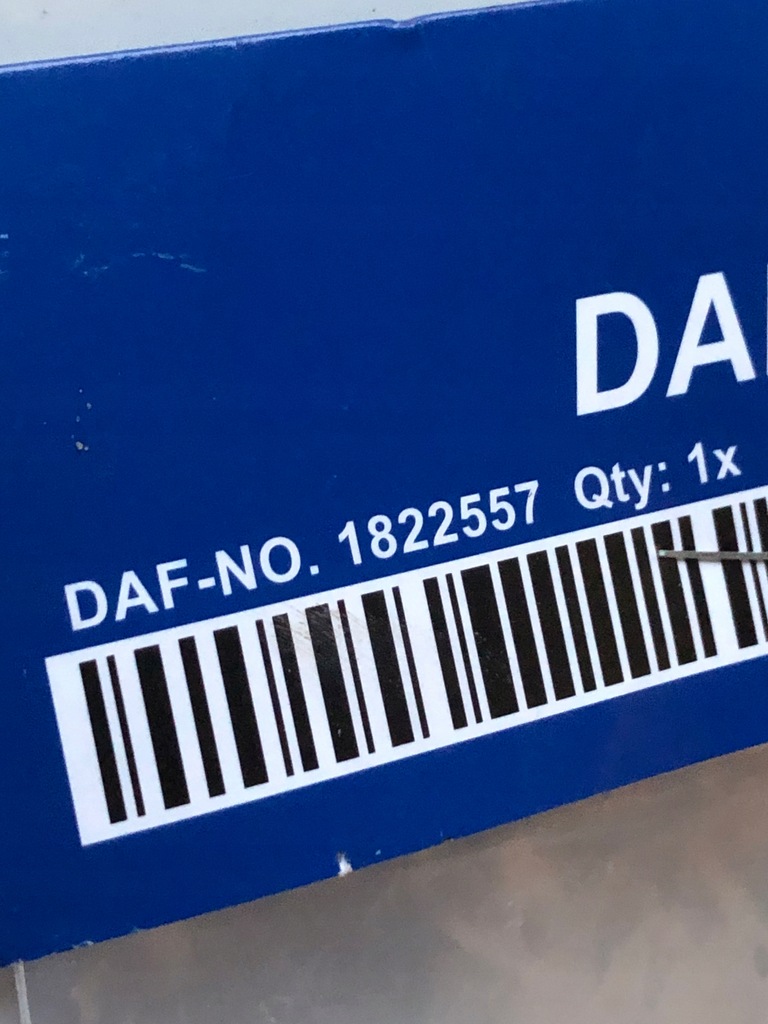 DA
DAF-NO. 1822557 Qty: 1x